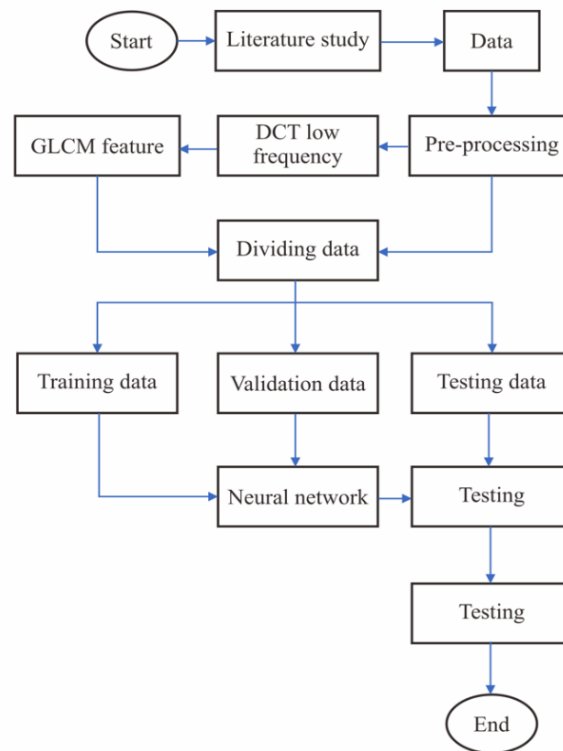 Start
Literature study
Data
GLCM feature
DCT low
frequency
Pre-processing
Dividing data
Training data
Validation data
Testing data
Neural network
Testing
Testing
End